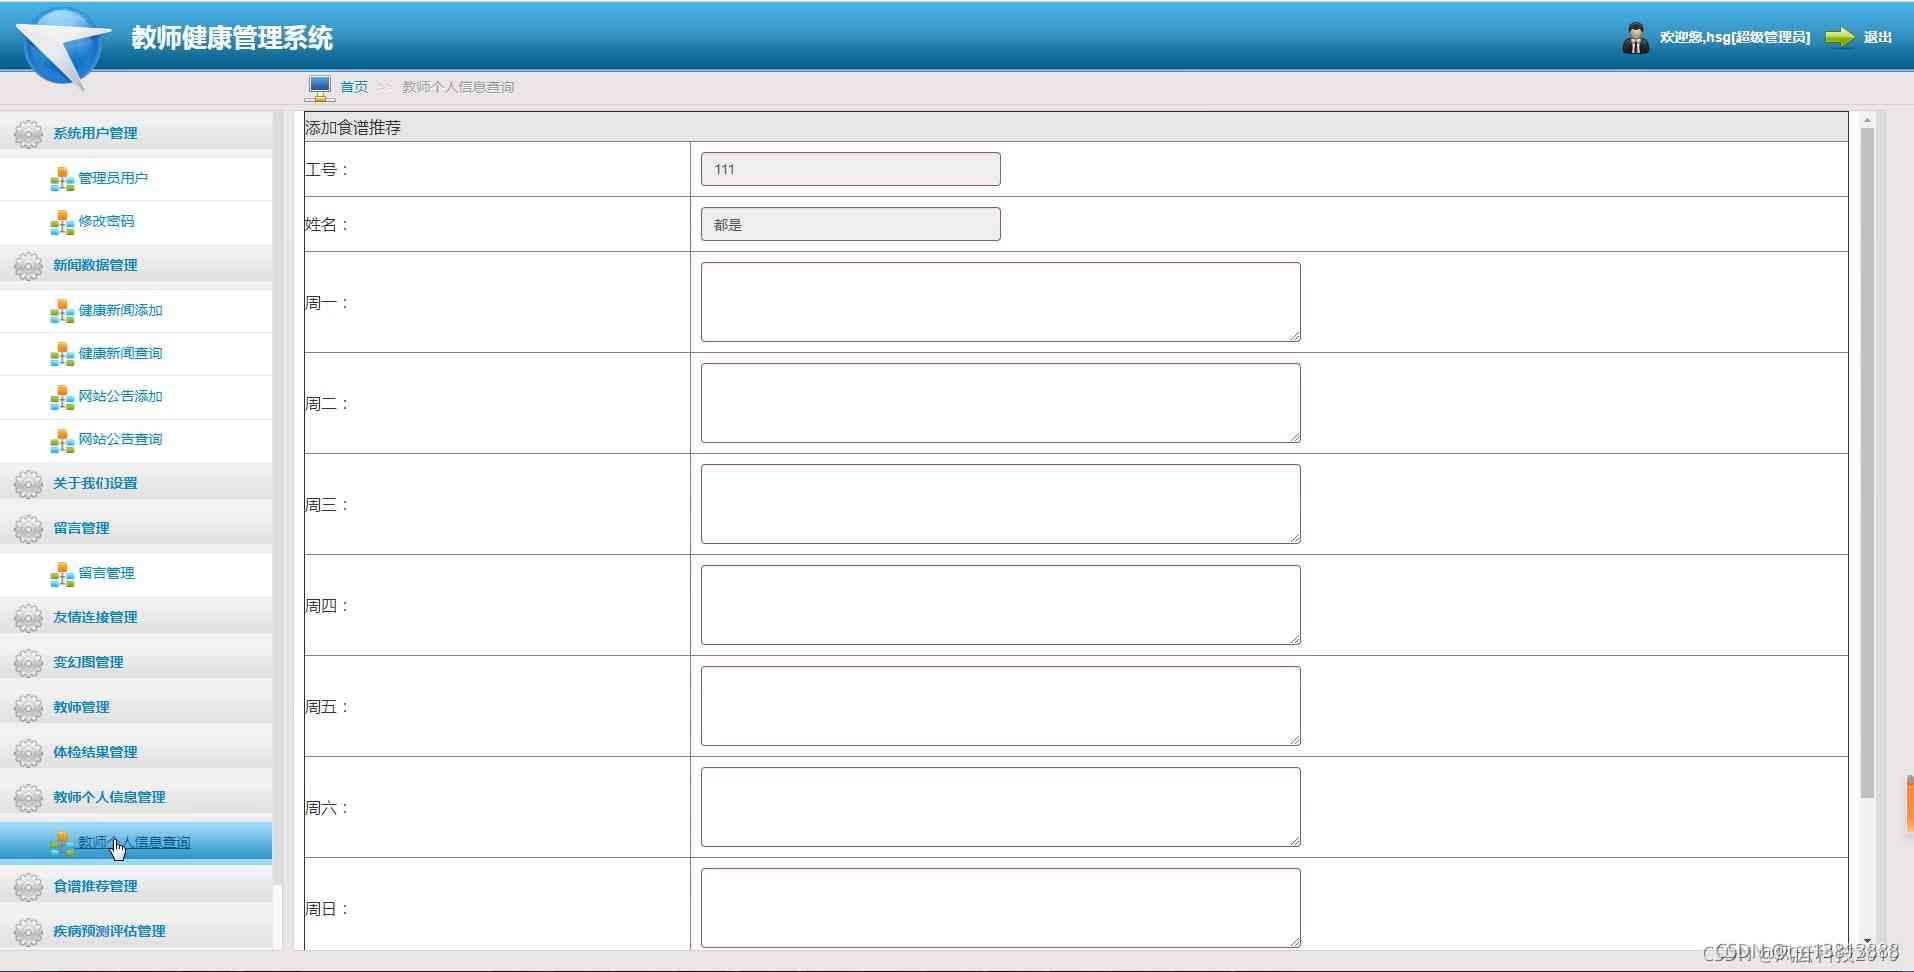 教师健康管理系统
欢迎您,hsg[超级管理员] 退出
首页 >> 教师个人信息查询
系统用户管理
管理员用户
修改密码
新闻数据管理
健康新闻添加
健康新闻查询
网站公告添加
网站公告查询
关于我们设置
留言管理
留言管理
友情连接管理
变幻图管理
教师管理
体检结果管理
教师个人信息管理
教师个人信息查询
食谱推荐管理
疾病预测评估管理
添加食谱推荐
工号： 111
姓名： 都是
周一：
周二：
周三：
周四：
周五：
周六：
周日：